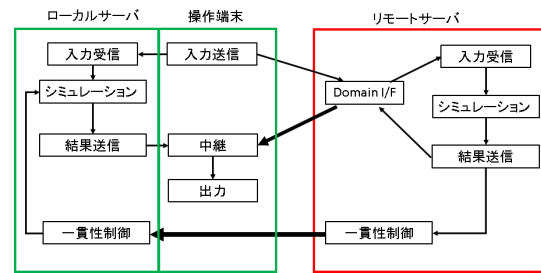 ローカルサーバ 操作端末 リモートサーバ
入力受信 入力送信 入力受信
シミュレーション Domain I/F シミュレーション
結果送信 中継 結果送信
出力
一貫性制御 一貫性制御